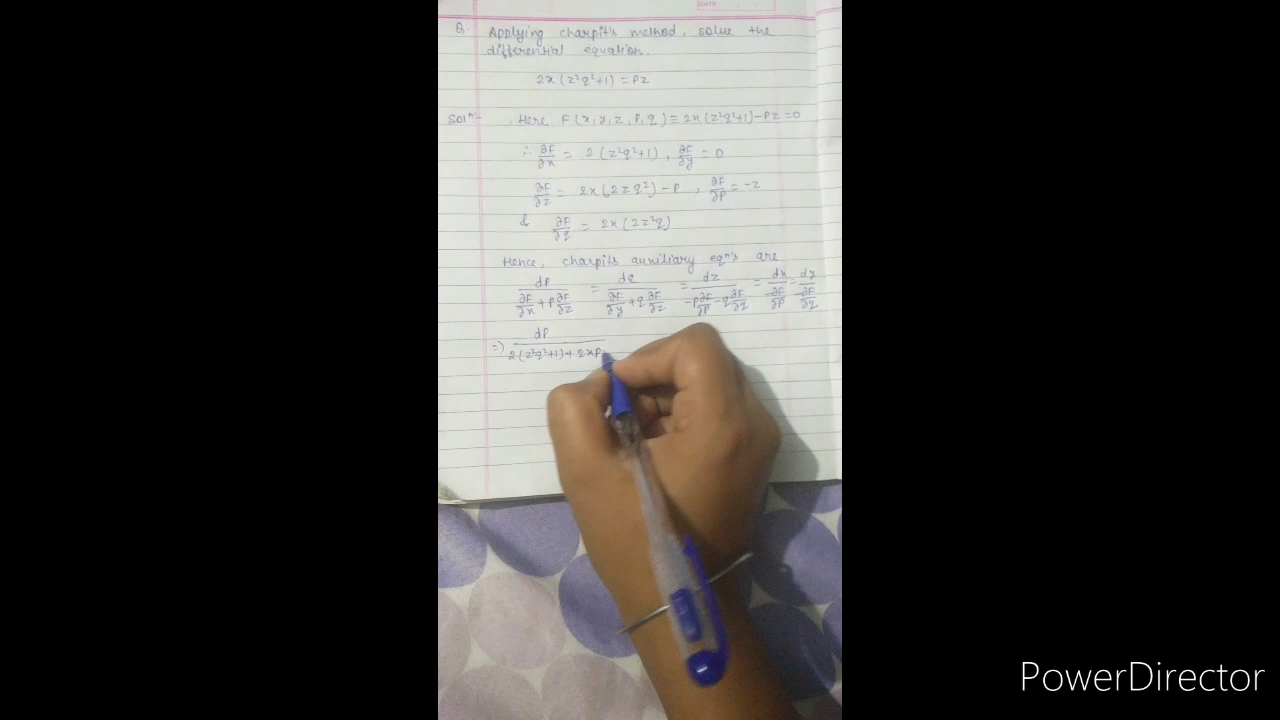 DATE
Q. Applying charpit's method, solve the
differential equation.
2x(z²q²+1) = Pz
Solⁿ:- Here F(x,y,z,p,q) ≡ 2x(z²q²+1)-Pz=0
∴ ∂F/∂x = 2(z²q²+1), ∂F/∂y = 0
∂F/∂z = 2x(2zq²)-P, ∂F/∂P = -z
& ∂F/∂q = 2x(2z²q)
Hence, charpit's auxiliary eqⁿ's are
dP/(∂F/∂x + P ∂F/∂z) = dq/(∂F/∂y + q ∂F/∂z) = dz/(-P ∂F/∂P - q ∂F/∂q) = dx/(-∂F/∂P) = dy/(-∂F/∂q)
=) dP/(2(z²q²+1)+2xP
PowerDirector